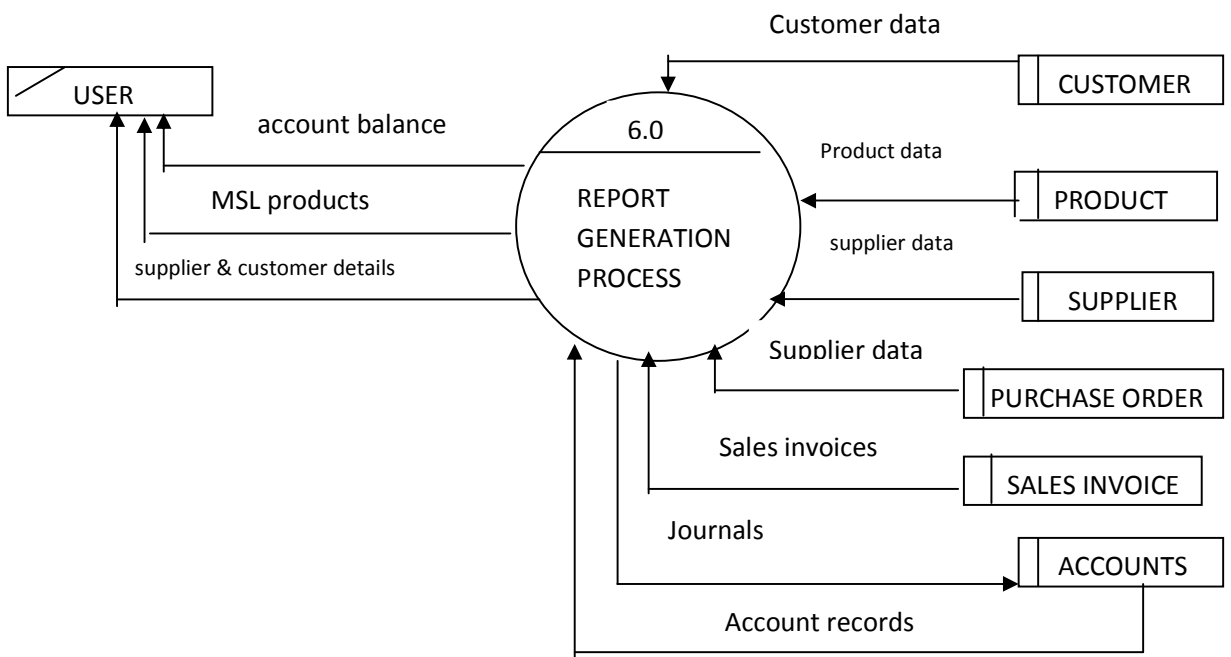 Customer data
USER
CUSTOMER
account balance
6.0
Product data
MSL products
REPORT
GENERATION
PROCESS
PRODUCT
supplier data
supplier & customer details
SUPPLIER
Supplier data
PURCHASE ORDER
Sales invoices
SALES INVOICE
Journals
ACCOUNTS
Account records